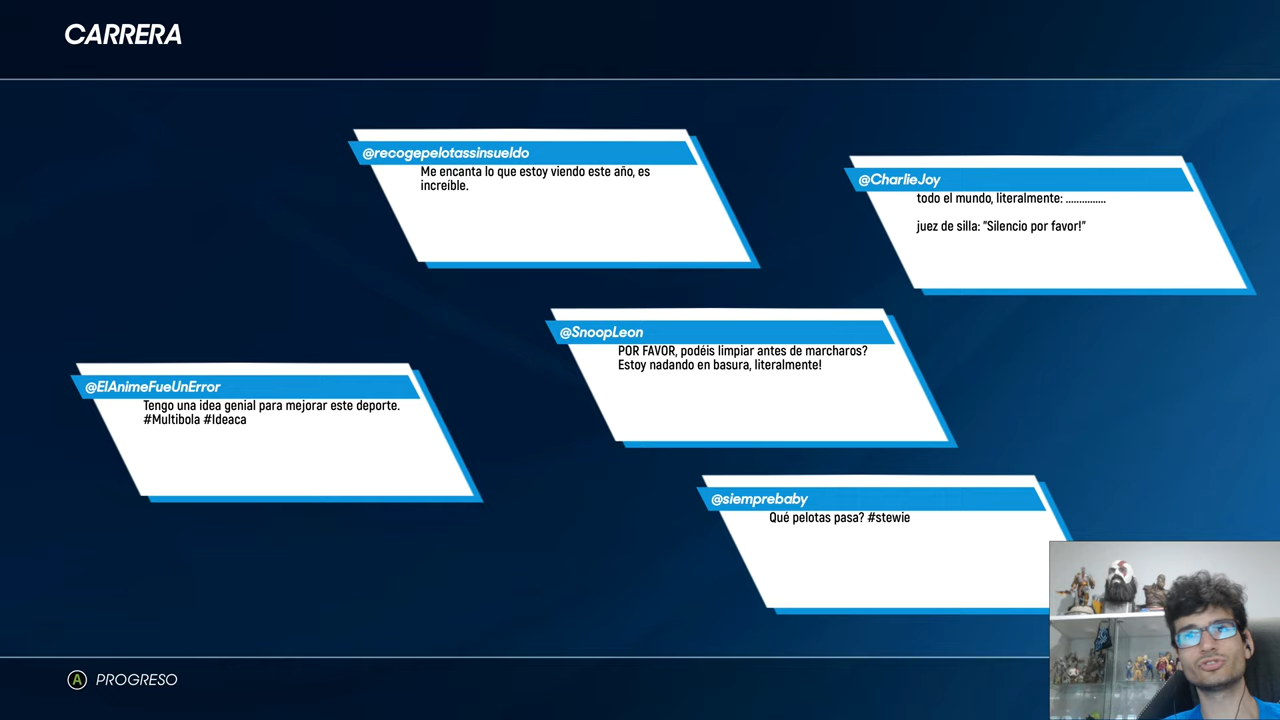 CARRERA
@recogepelotassinsueldo
Me encanta lo que estoy viendo este año, es
increíble.
@CharlieJoy
todo el mundo, literalmente: ...............
juez de silla: "Silencio por favor!"
@SnoopLeon
POR FAVOR, podéis limpiar antes de marcharos?
Estoy nadando en basura, literalmente!
@ElAnimeFueUnError
Tengo una idea genial para mejorar este deporte.
#Multibola #Ideaca
@siemprebaby
Qué pelotas pasa? #stewie
A PROGRESO